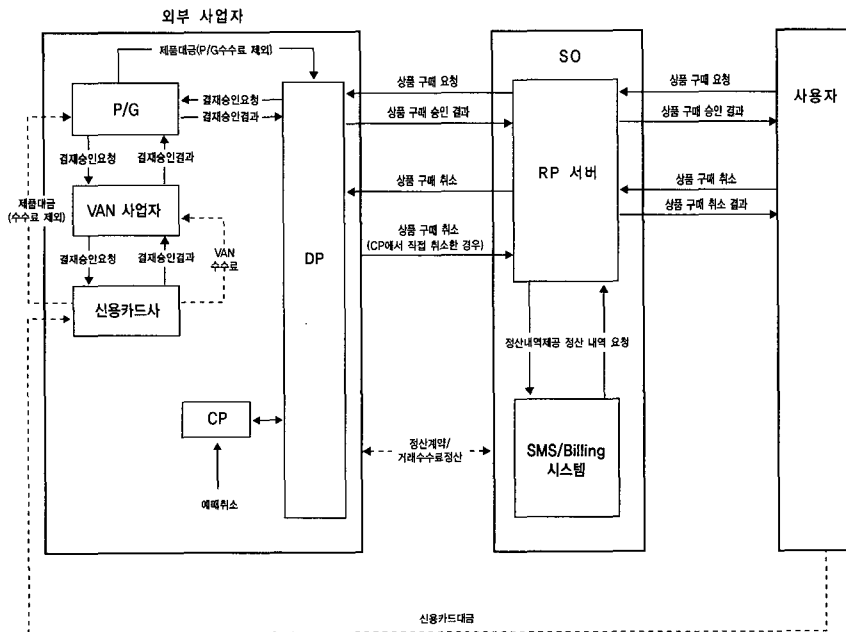 외부 사업자
제품대금(P/G수수료 제외)
P/G
결재승인요청
결재승인결과
결재승인요청
결재승인결과
제품대금
(수수료 제외)
VAN 사업자
결재승인요청
결재승인결과
VAN
수수료
신용카드사
DP
CP
예매취소
상품 구매 요청
상품 구매 승인 결과
상품 구매 취소
상품 구매 취소
(CP에서 직접 취소한 경우)
정산계약/
거래수수료정산
SO
RP 서버
정산내역제공
정산 내역 요청
SMS/Billing
시스템
상품 구매 요청
상품 구매 승인 결과
상품 구매 취소
상품 구매 취소 결과
사용자
신용카드대금